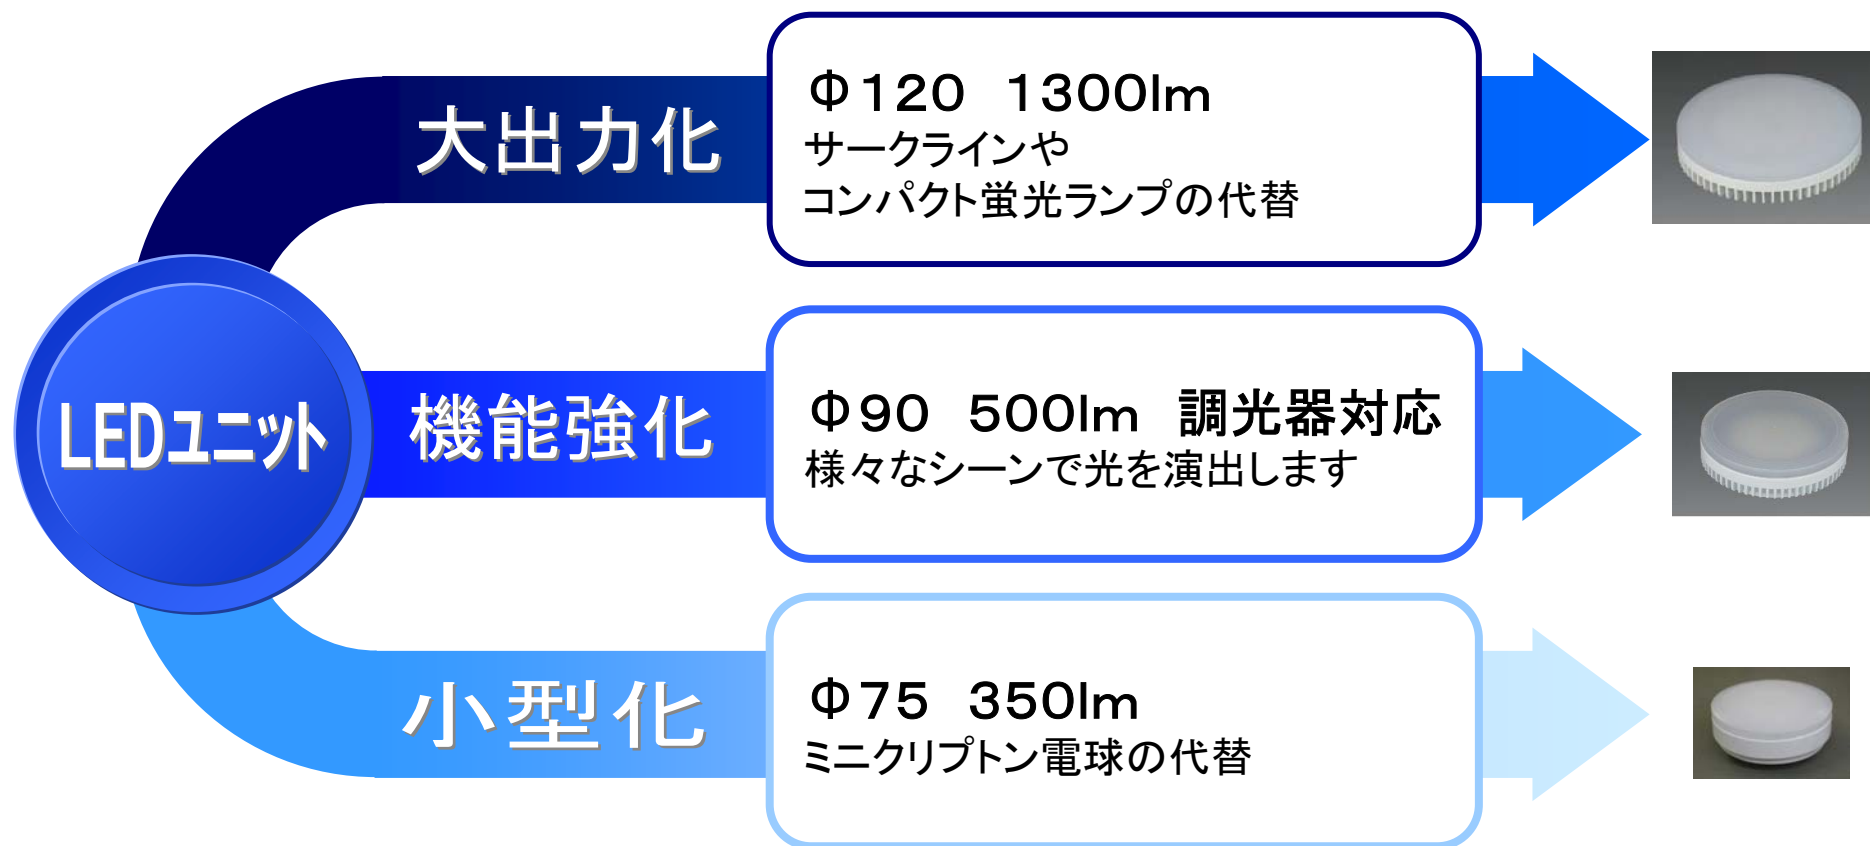 大出力化
Φ120　1300lm
サークラインや
コンパクト蛍光ランプの代替
LEDユニット
機能強化
Φ90　500lm　調光器対応
様々なシーンで光を演出します
小型化
Φ75　350lm
ミニクリプトン電球の代替